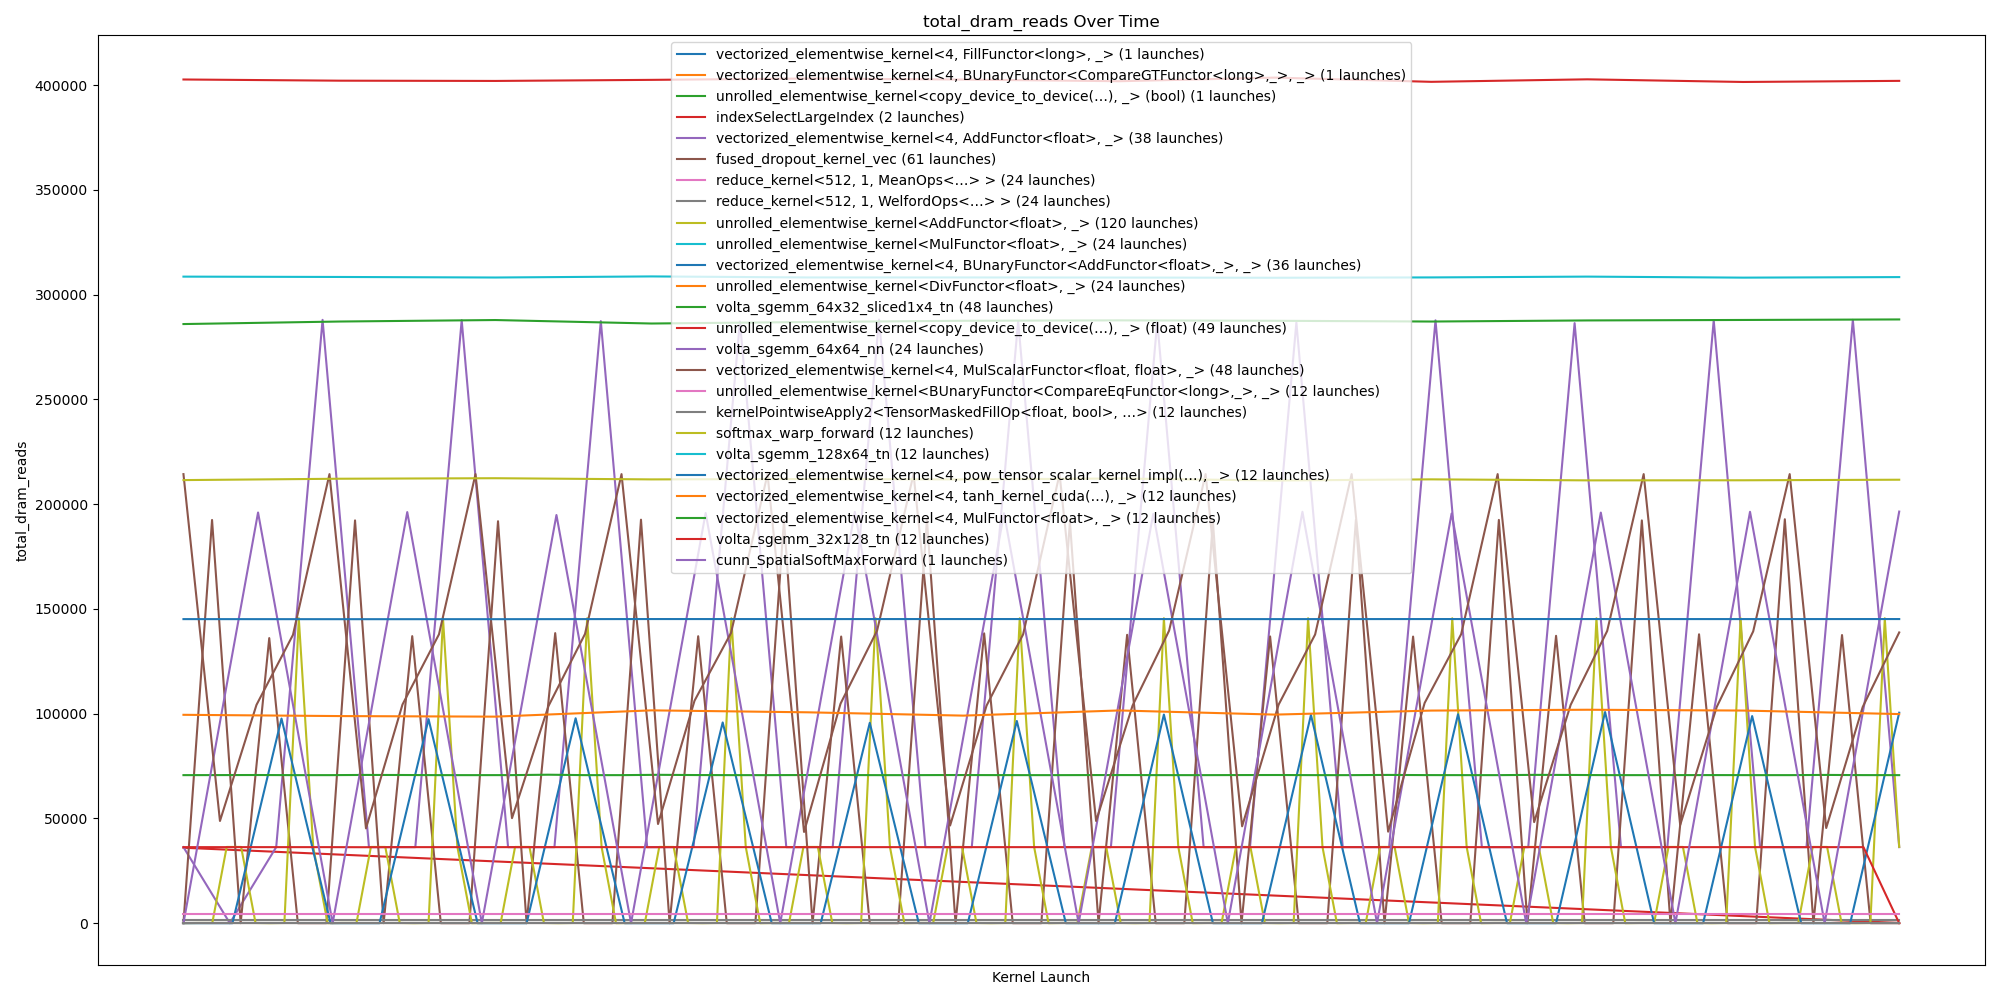 total_dram_reads Over Time
total_dram_reads
400000
350000
300000
250000
200000
150000
100000
50000
0
vectorized_elementwise_kernel<4, FillFunctor<long>, _> (1 launches)
vectorized_elementwise_kernel<4, BUnaryFunctor<CompareGTFunctor<long>,_>, _> (1 launches)
unrolled_elementwise_kernel<copy_device_to_device(...), _> (bool) (1 launches)
indexSelectLargeIndex (2 launches)
vectorized_elementwise_kernel<4, AddFunctor<float>, _> (38 launches)
fused_dropout_kernel_vec (61 launches)
reduce_kernel<512, 1, MeanOps<...> > (24 launches)
reduce_kernel<512, 1, WelfordOps<...> > (24 launches)
unrolled_elementwise_kernel<AddFunctor<float>, _> (120 launches)
unrolled_elementwise_kernel<MulFunctor<float>, _> (24 launches)
vectorized_elementwise_kernel<4, BUnaryFunctor<AddFunctor<float>,_>, _> (36 launches)
unrolled_elementwise_kernel<DivFunctor<float>, _> (24 launches)
volta_sgemm_64x32_sliced1x4_tn (48 launches)
unrolled_elementwise_kernel<copy_device_to_device(...), _> (float) (49 launches)
volta_sgemm_64x64_nn (24 launches)
vectorized_elementwise_kernel<4, MulScalarFunctor<float, float>, _> (48 launches)
unrolled_elementwise_kernel<BUnaryFunctor<CompareEqFunctor<long>,_>, _> (12 launches)
kernelPointwiseApply2<TensorMaskedFillOp<float, bool>, ...> (12 launches)
softmax_warp_forward (12 launches)
volta_sgemm_128x64_tn (12 launches)
vectorized_elementwise_kernel<4, pow_tensor_scalar_kernel_impl(...), _> (12 launches)
vectorized_elementwise_kernel<4, tanh_kernel_cuda(...), _> (12 launches)
vectorized_elementwise_kernel<4, MulFunctor<float>, _> (12 launches)
volta_sgemm_32x128_tn (12 launches)
cunn_SpatialSoftMaxForward (1 launches)
Kernel Launch